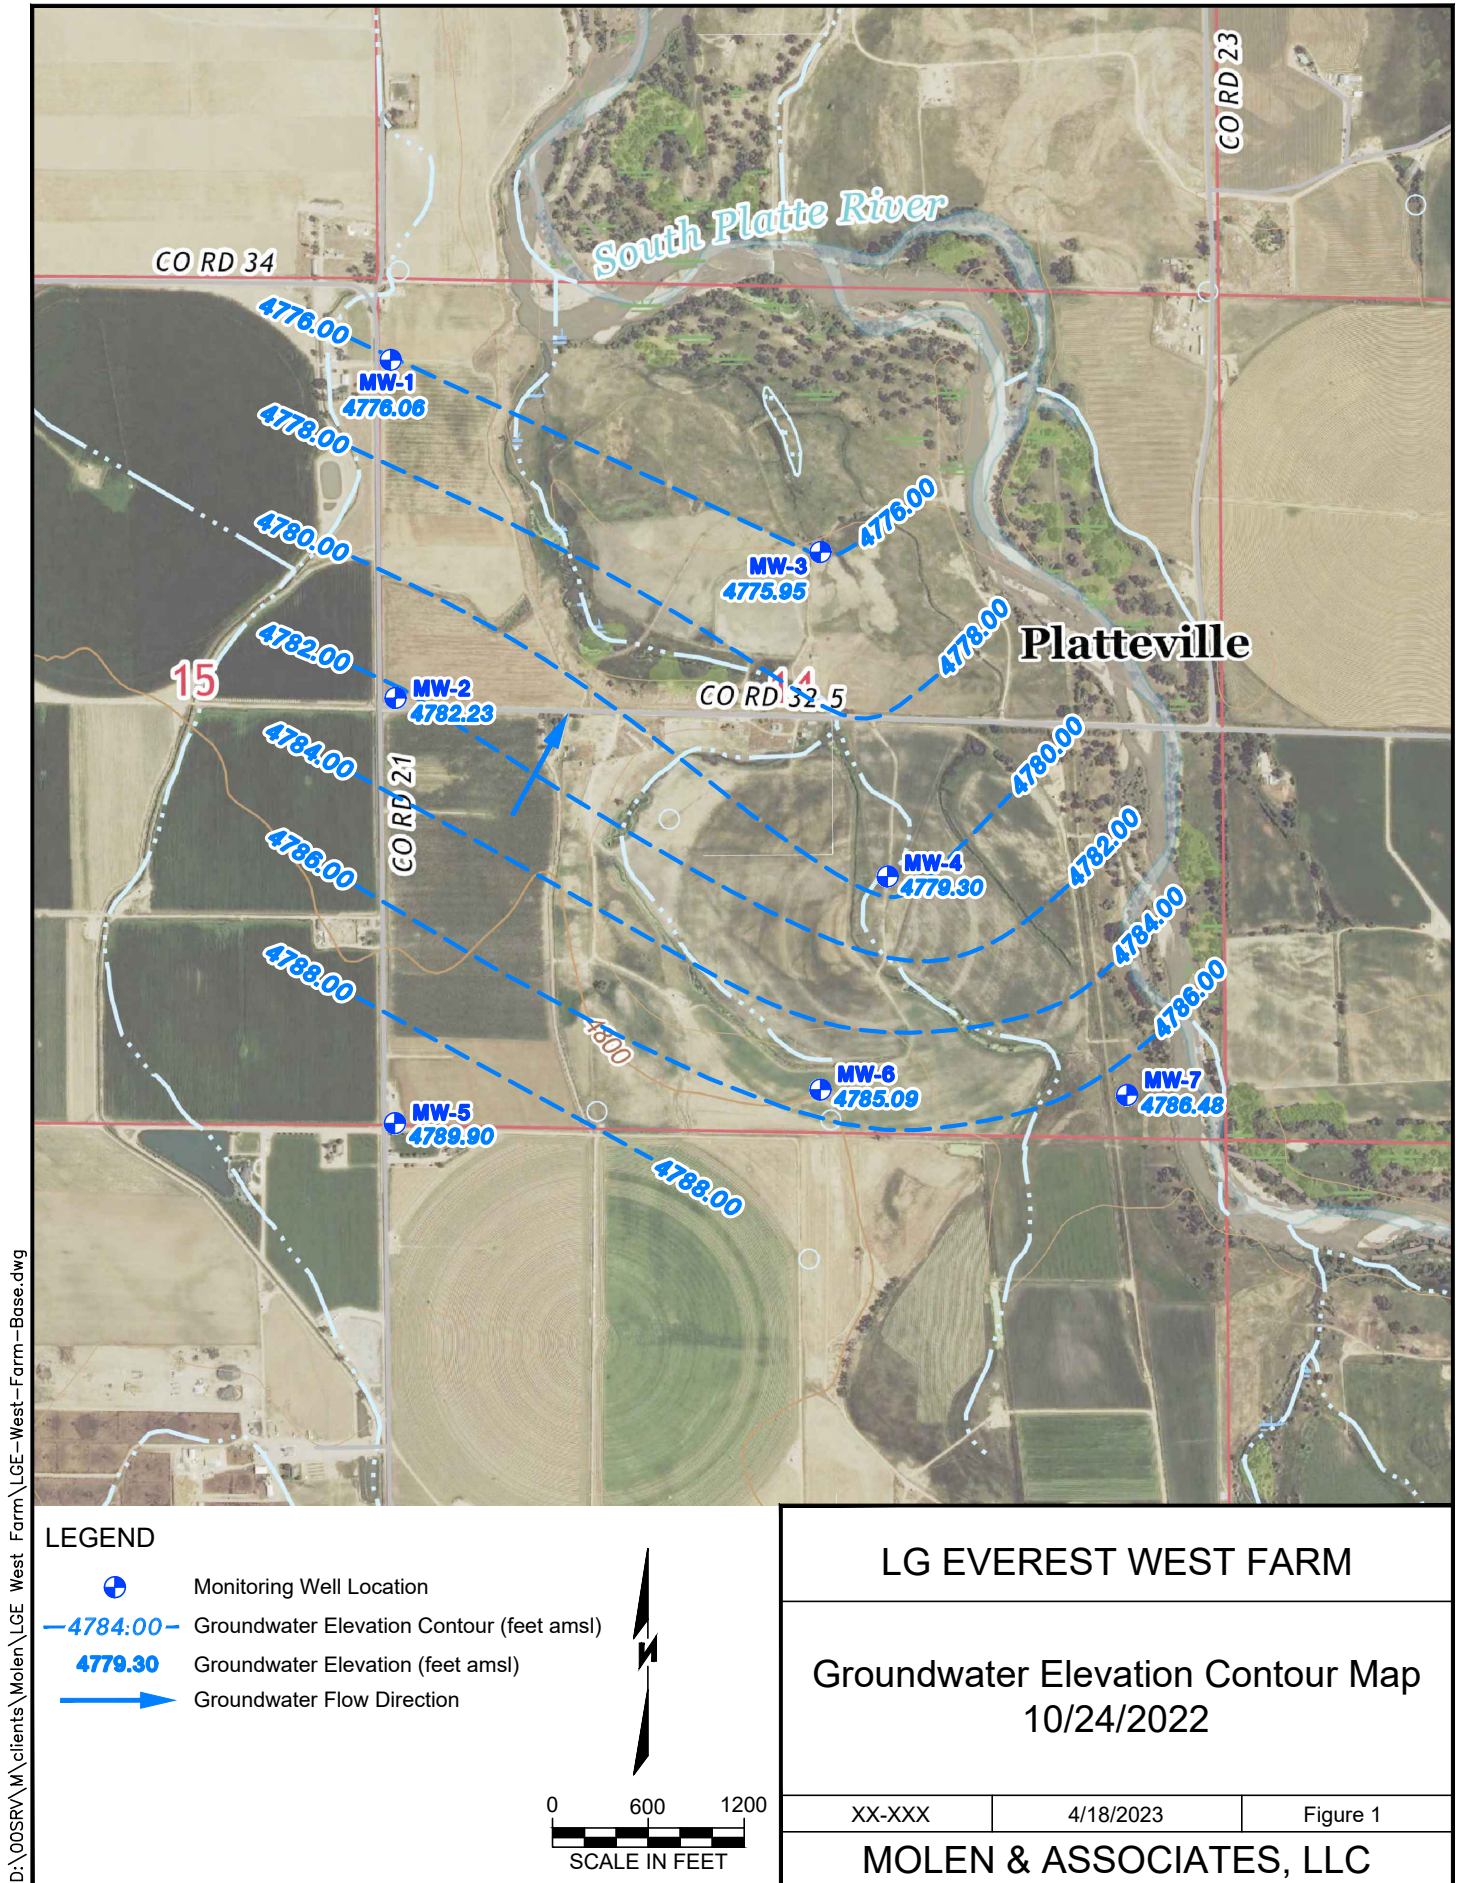 CO RD 23
South Platte River
CO RD 34
4776.00
MW-1
4776.06
4778.00
4776.00
4780.00
MW-3
4775.95
4778.00
Platteville
4782.00
15
MW-2
4782.23
14
CO RD 32.5
4784.00
4780.00
CO RD 21
4786.00
4782.00
MW-4
4779.30
4784.00
4788.00
4786.00
4800
MW-6
4785.09
MW-7
4786.48
MW-5
4789.90
4788.00
D:\00SRV\M\clients\Molen\LGE West Farm\LGE-West-Farm-Base.dwg
LEGEND
Monitoring Well Location
4784.00 Groundwater Elevation Contour (feet amsl)
4779.30 Groundwater Elevation (feet amsl)
Groundwater Flow Direction
N
0 600 1200
SCALE IN FEET
LG EVEREST WEST FARM
Groundwater Elevation Contour Map
10/24/2022
XX-XXX 4/18/2023 Figure 1
MOLEN & ASSOCIATES, LLC